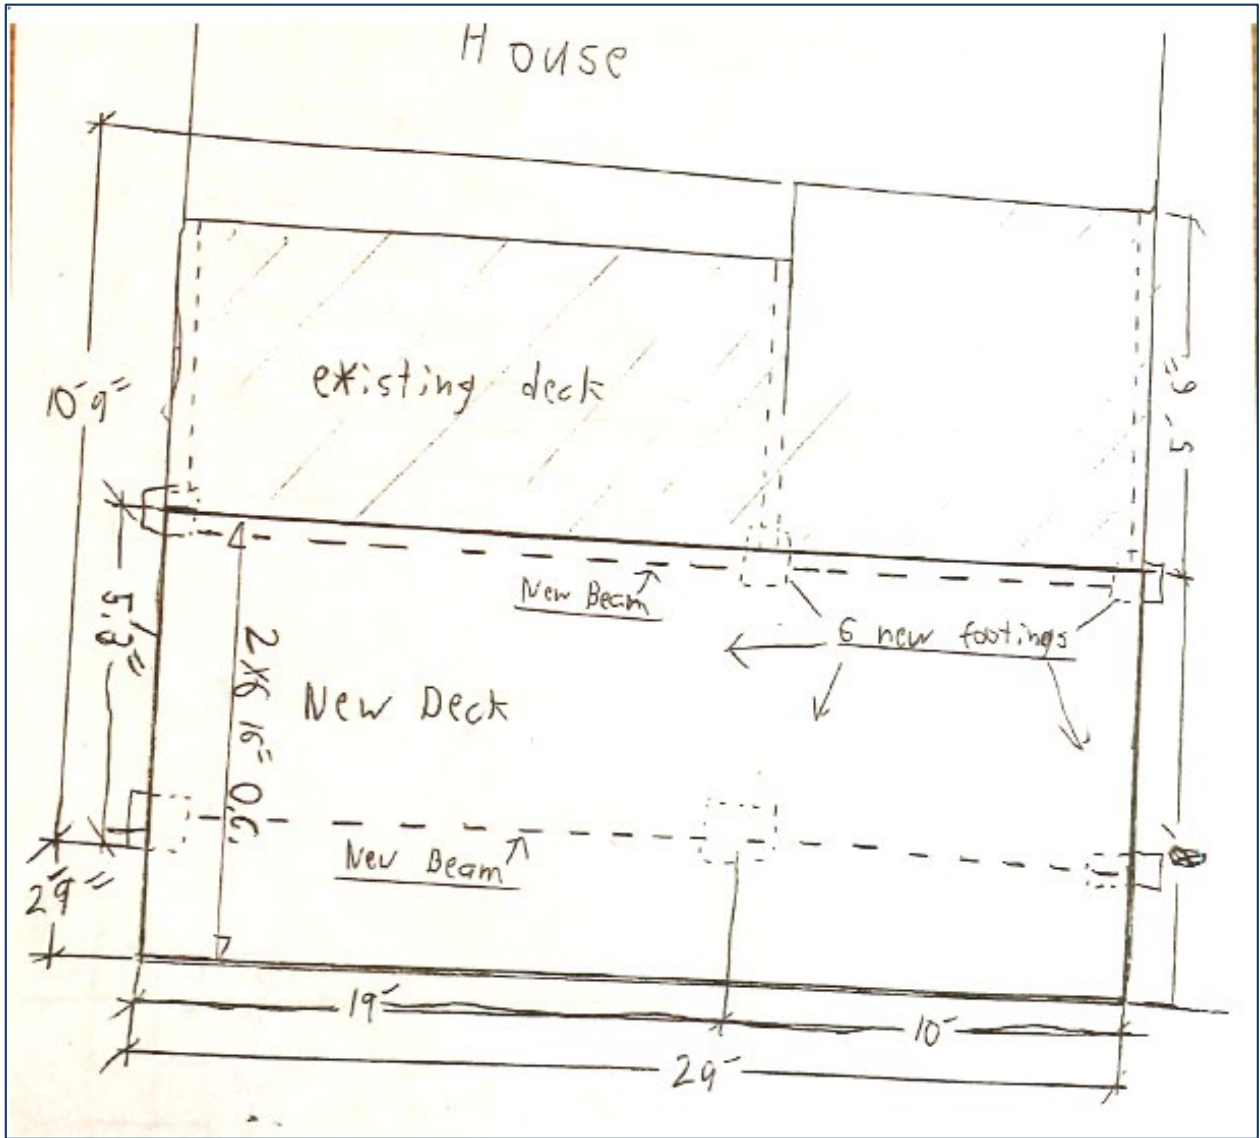 House
existing deck
10'9"
5' 6"
New Beam
6 new footings
5'3"
2X6 16" O.C.
New Deck
New Beam
2'9"
19'
10'
29'